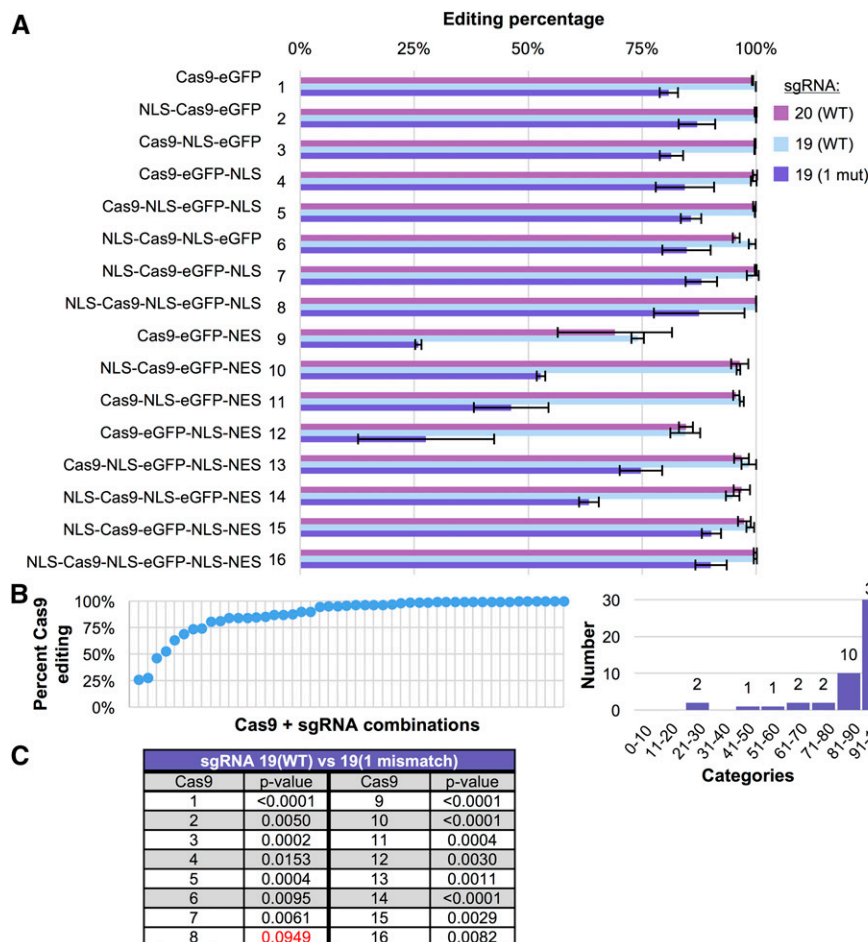 A
Editing percentage
0% 25% 50% 75% 100%
Cas9-eGFP 1
NLS-Cas9-eGFP 2
Cas9-NLS-eGFP 3
Cas9-eGFP-NLS 4
Cas9-NLS-eGFP-NLS 5
NLS-Cas9-NLS-eGFP 6
NLS-Cas9-eGFP-NLS 7
NLS-Cas9-NLS-eGFP-NLS 8
Cas9-eGFP-NES 9
NLS-Cas9-eGFP-NES 10
Cas9-NLS-eGFP-NES 11
Cas9-eGFP-NLS-NES 12
Cas9-NLS-eGFP-NLS-NES 13
NLS-Cas9-NLS-eGFP-NES 14
NLS-Cas9-eGFP-NLS-NES 15
NLS-Cas9-NLS-eGFP-NLS-NES 16
sgRNA:
20 (WT)
19 (WT)
19 (1 mut)
B
Percent Cas9
editing
100%
75%
50%
25%
0%
Cas9 + sgRNA combinations
Number
30
20
10
0
2 1 1 2 2 10 3
0-10 11-20 21-30 31-40 41-50 51-60 61-70 71-80 81-90 91-1
Categories
C
sgRNA 19(WT) vs 19(1 mismatch)
Cas9 p-value Cas9 p-value
1 <0.0001 9 <0.0001
2 0.0050 10 <0.0001
3 0.0002 11 0.0004
4 0.0153 12 0.0030
5 0.0004 13 0.0011
6 0.0095 14 <0.0001
7 0.0061 15 0.0029
8 0.0949 16 0.0082